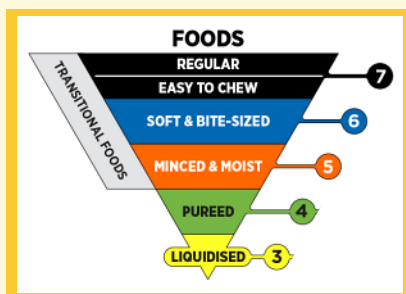 FOODS
REGULAR
EASY TO CHEW
7
TRANSITIONAL FOODS
SOFT & BITE-SIZED
6
MINCED & MOIST
5
PUREED
4
LIQUIDISED
3